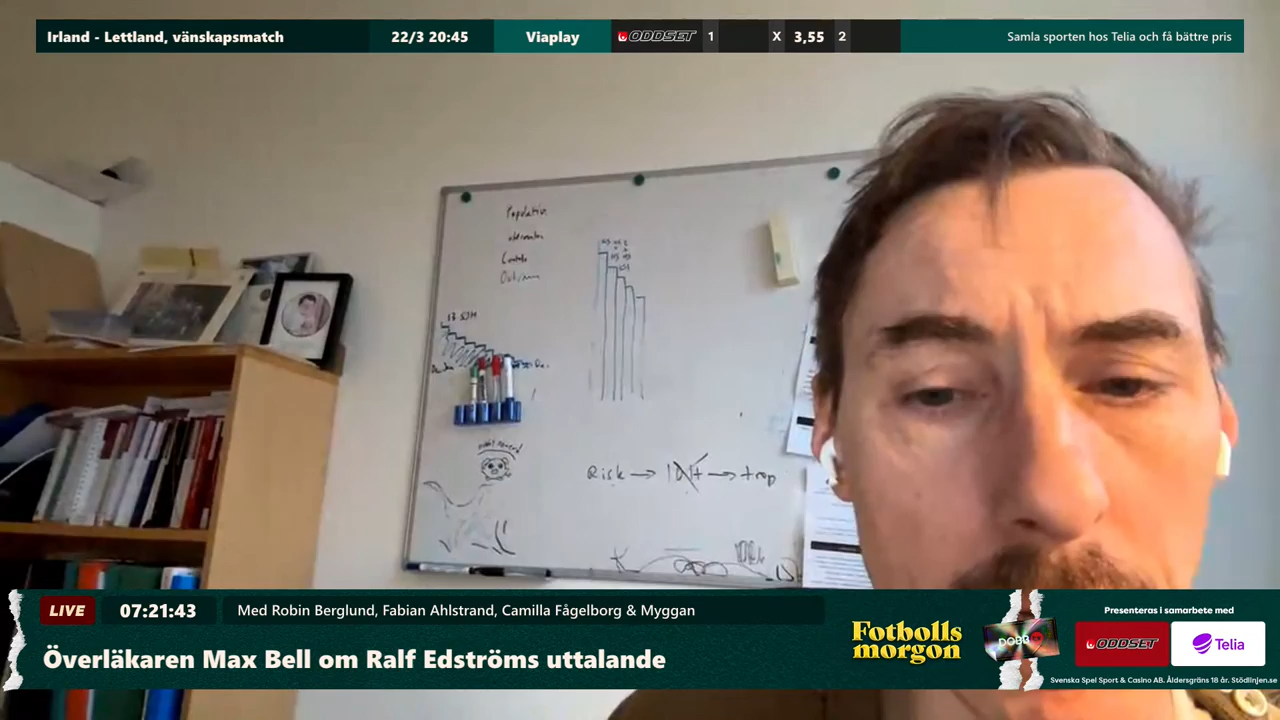 Irland - Lettland, vänskapsmatch
22/3 20:45
Viaplay
ODDSET
1
X 3,55 2
Samla sporten hos Telia och få bättre pris
Population
Risk → → trop
LIVE
07:21:43
Med Robin Berglund, Fabian Ahlstrand, Camilla Fågelborg & Myggan
Överläkaren Max Bell om Ralf Edströms uttalande
Fotbolls
morgon
Presenteras i samarbete med
ODDSET
Telia
Svenska Spel Sport & Casino AB. Åldersgräns 18 år. Stödlinjen.se